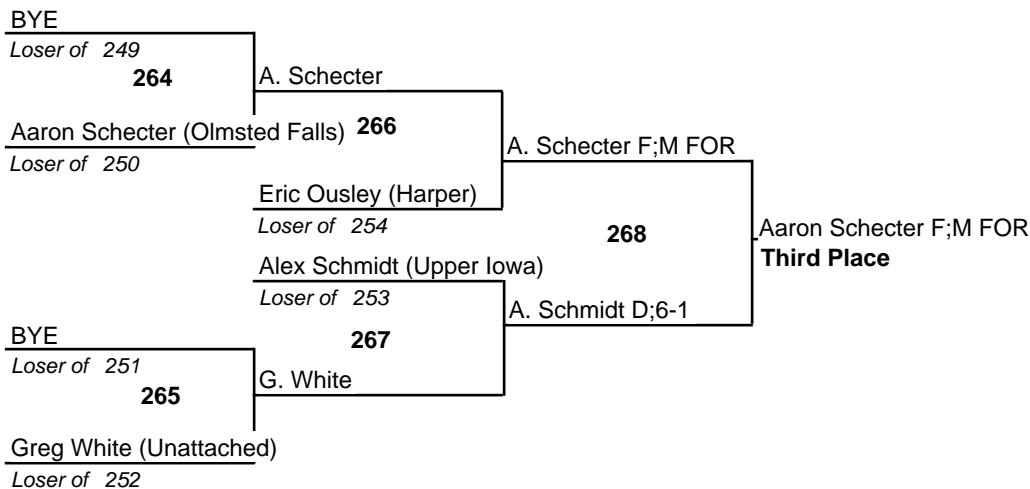 BYE
Loser of 249
264
A. Schecter
Aaron Schecter (Olmsted Falls)
266
Loser of 250
A. Schecter F;M FOR
Eric Ousley (Harper)
Loser of 254
268
Aaron Schecter F;M FOR
Third Place
Alex Schmidt (Upper Iowa)
Loser of 253
A. Schmidt D;6-1
BYE
267
Loser of 251
265
G. White
Greg White (Unattached)
Loser of 252